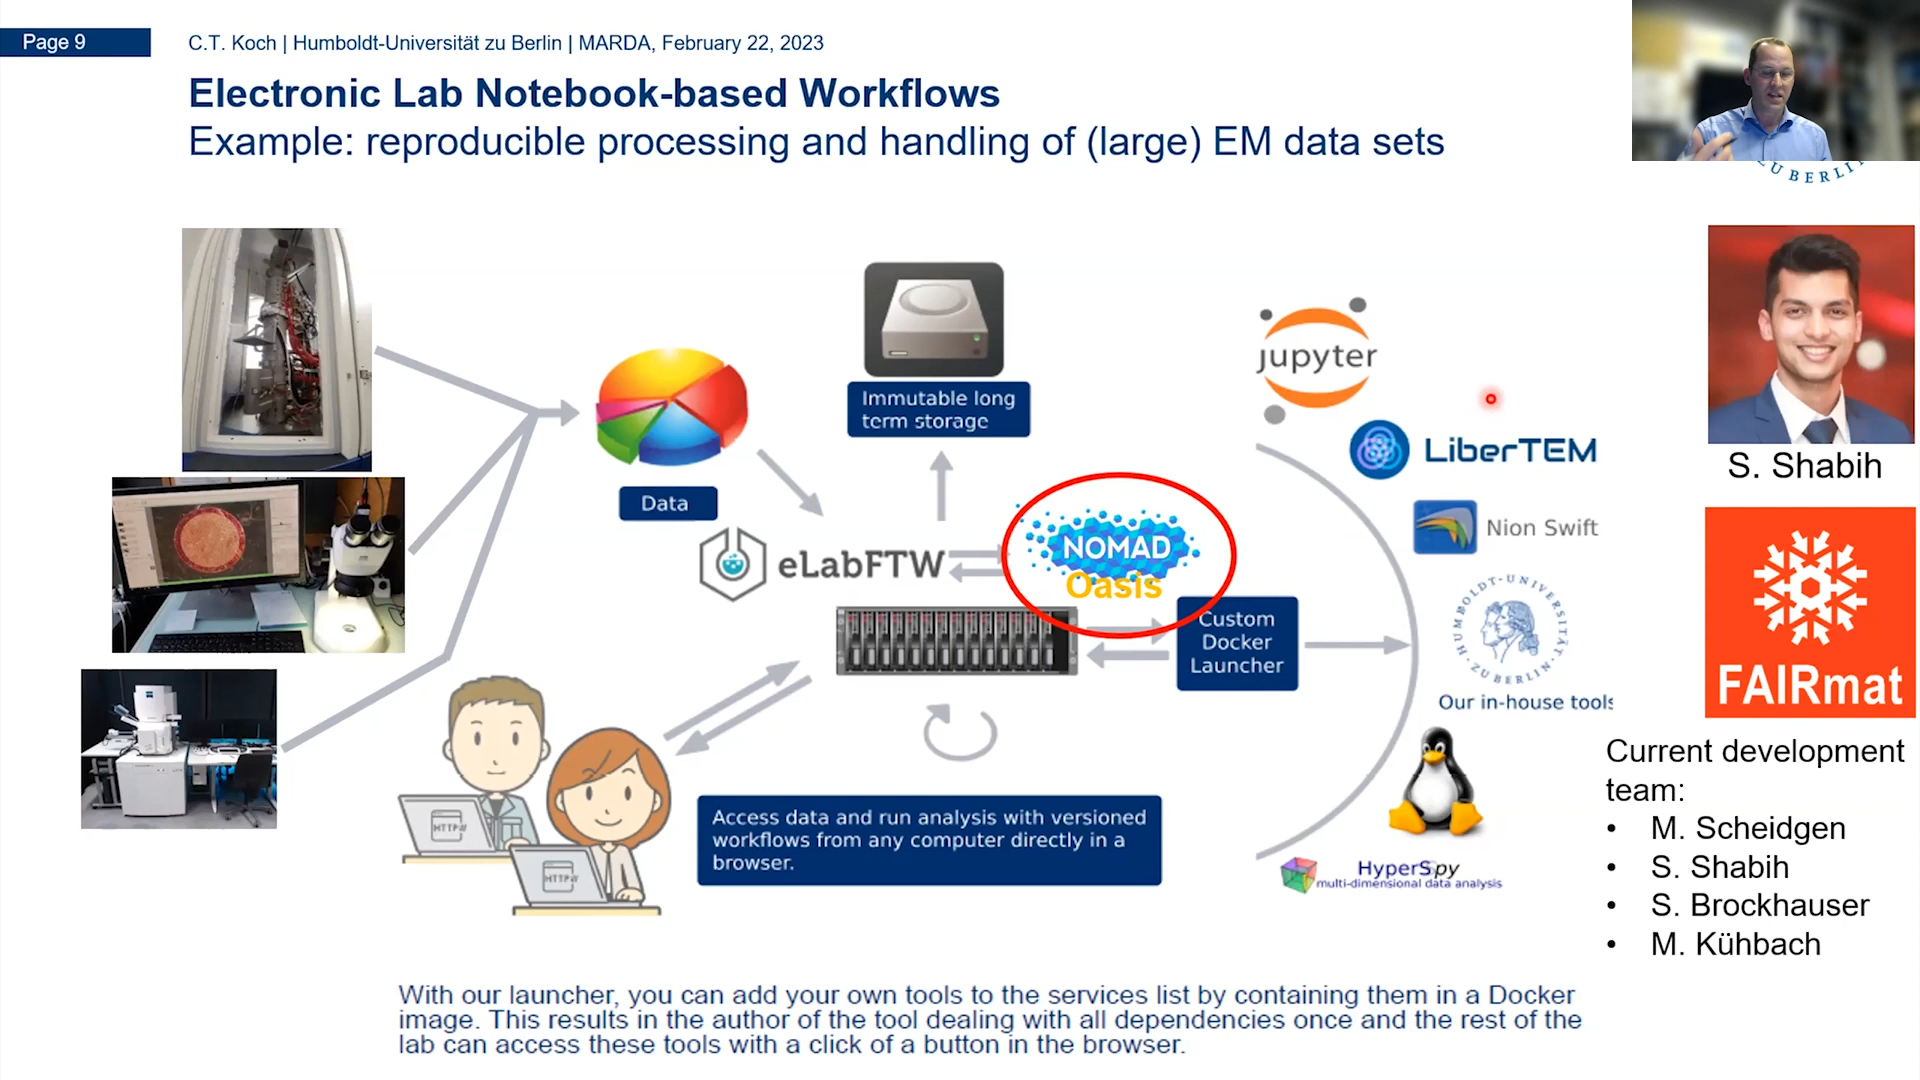 Page 9
C.T. Koch | Humboldt-Universität zu Berlin | MARDA, February 22, 2023
Electronic Lab Notebook-based Workflows
Example: reproducible processing and handling of (large) EM data sets
ZU BERLIN
Immutable long
term storage
jupyter
LiberTEM
S. Shabih
Data
Nion Swift
NOMAD
Oasis
eLabFTW
Custom
Docker
Launcher
HUMBOLDT-UNIVERSITÄT
ZU BERLIN
Our in-house tools
FAIRmat
HTTP
HTTP
Access data and run analysis with versioned
workflows from any computer directly in a
browser.
HyperSpy
multi-dimensional data analysis
Current development
team:
• M. Scheidgen
• S. Shabih
• S. Brockhauser
• M. Kühbach
With our launcher, you can add your own tools to the services list by containing them in a Docker
image. This results in the author of the tool dealing with all dependencies once and the rest of the
lab can access these tools with a click of a button in the browser.